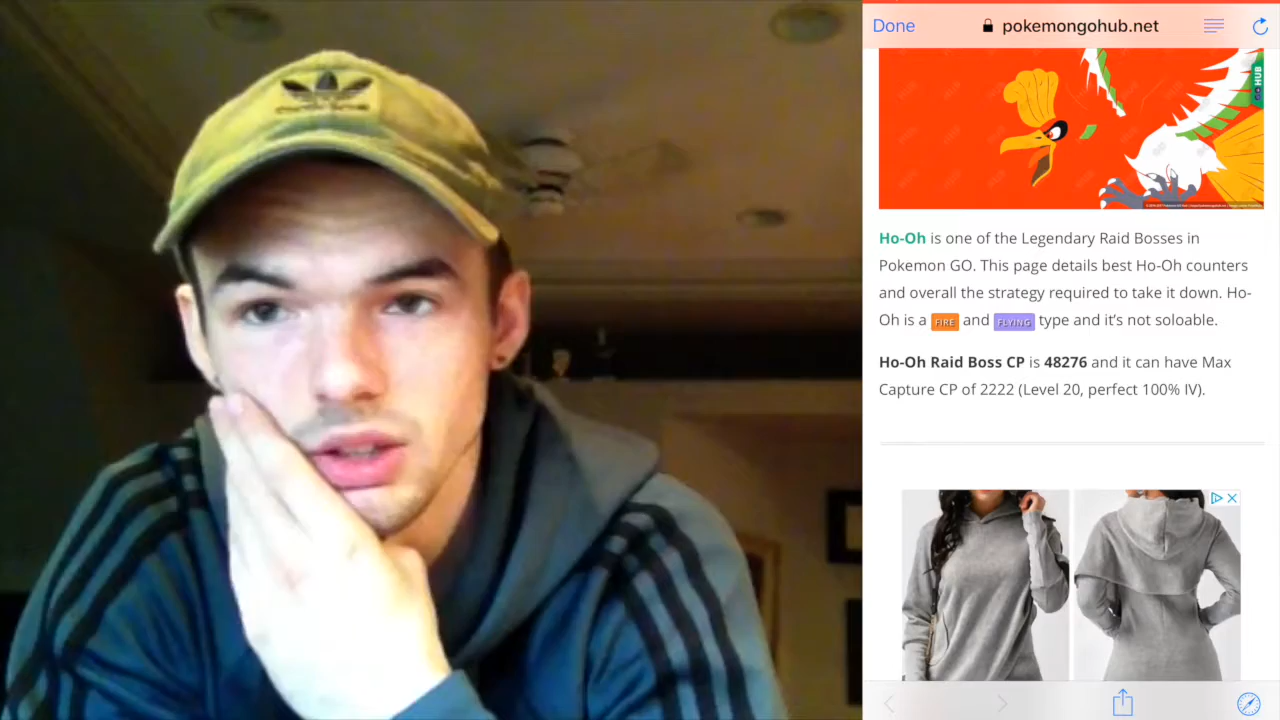 Done
pokemongohub.net
GO HUB
Ho-Oh is one of the Legendary Raid Bosses in
Pokemon GO. This page details best Ho-Oh counters
and overall the strategy required to take it down. Ho-
Oh is a FIRE and FLYING type and it’s not soloable.
Ho-Oh Raid Boss CP is 48276 and it can have Max
Capture CP of 2222 (Level 20, perfect 100% IV).